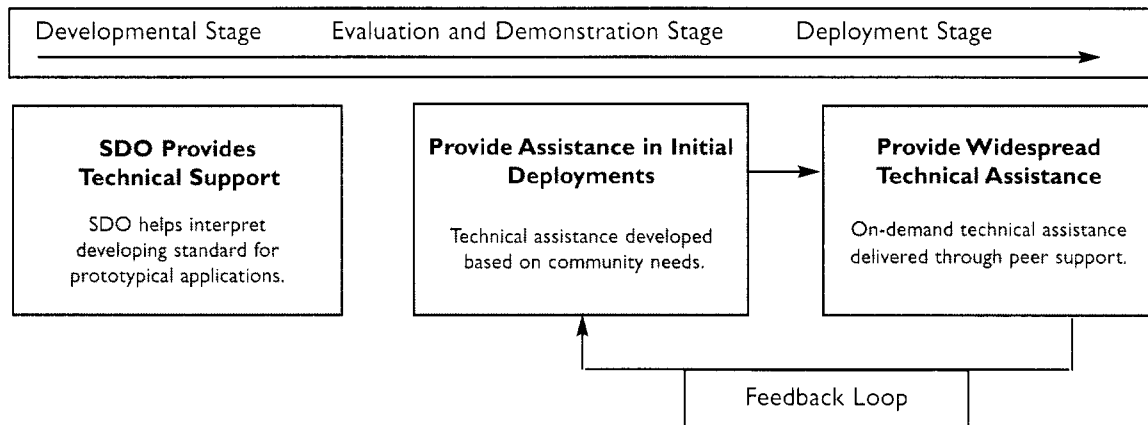 Developmental Stage Evaluation and Demonstration Stage Deployment Stage
SDO Provides
Technical Support
SDO helps interpret
developing standard for
prototypical applications.
Provide Assistance in Initial
Deployments
Technical assistance developed
based on community needs.
Provide Widespread
Technical Assistance
On-demand technical assistance
delivered through peer support.
Feedback Loop